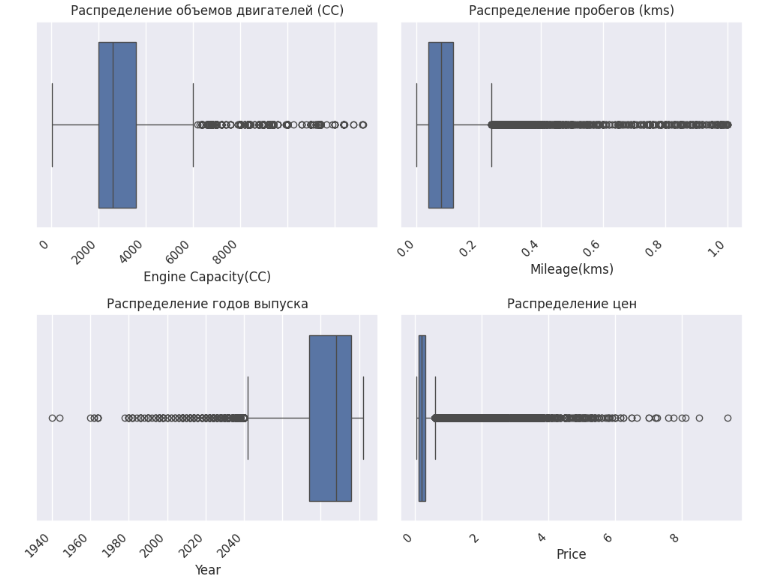 Распределение объемов двигателей (CC)
0
2000
4000
6000
8000
Engine Capacity(CC)
Распределение пробегов (kms)
0.0
0.2
0.4
0.6
0.8
1.0
Mileage(kms)
Распределение годов выпуска
1940
1960
1980
2000
2020
2040
Year
Распределение цен
0
2
4
6
8
Price